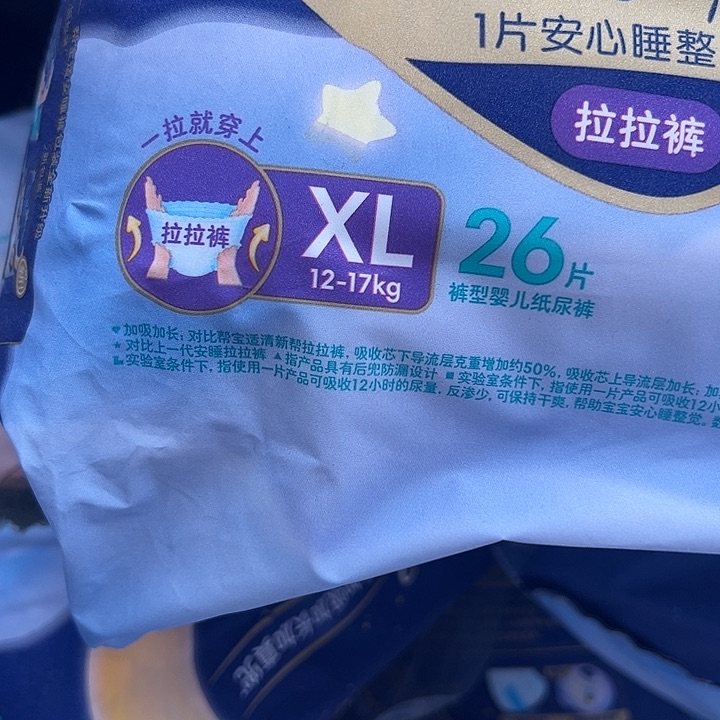 1片安心睡整
拉拉裤
一拉就穿上
拉拉裤
XL
12-17kg
26片
裤型婴儿纸尿裤
加吸加长: 对比帮宝适清新帮拉拉裤, 吸收芯下导流层克重增加约50%, 吸收芯上导流层加长; 加
★ 对比上一代安睡拉拉裤 ▲ 指产品具有后兜防漏设计 ■ 实验室条件下, 指使用一片产品可吸收12小
实验室条件下, 指使用一片产品可吸收12小时的尿量, 反渗少, 可保持干爽, 帮助宝宝安心睡整觉。